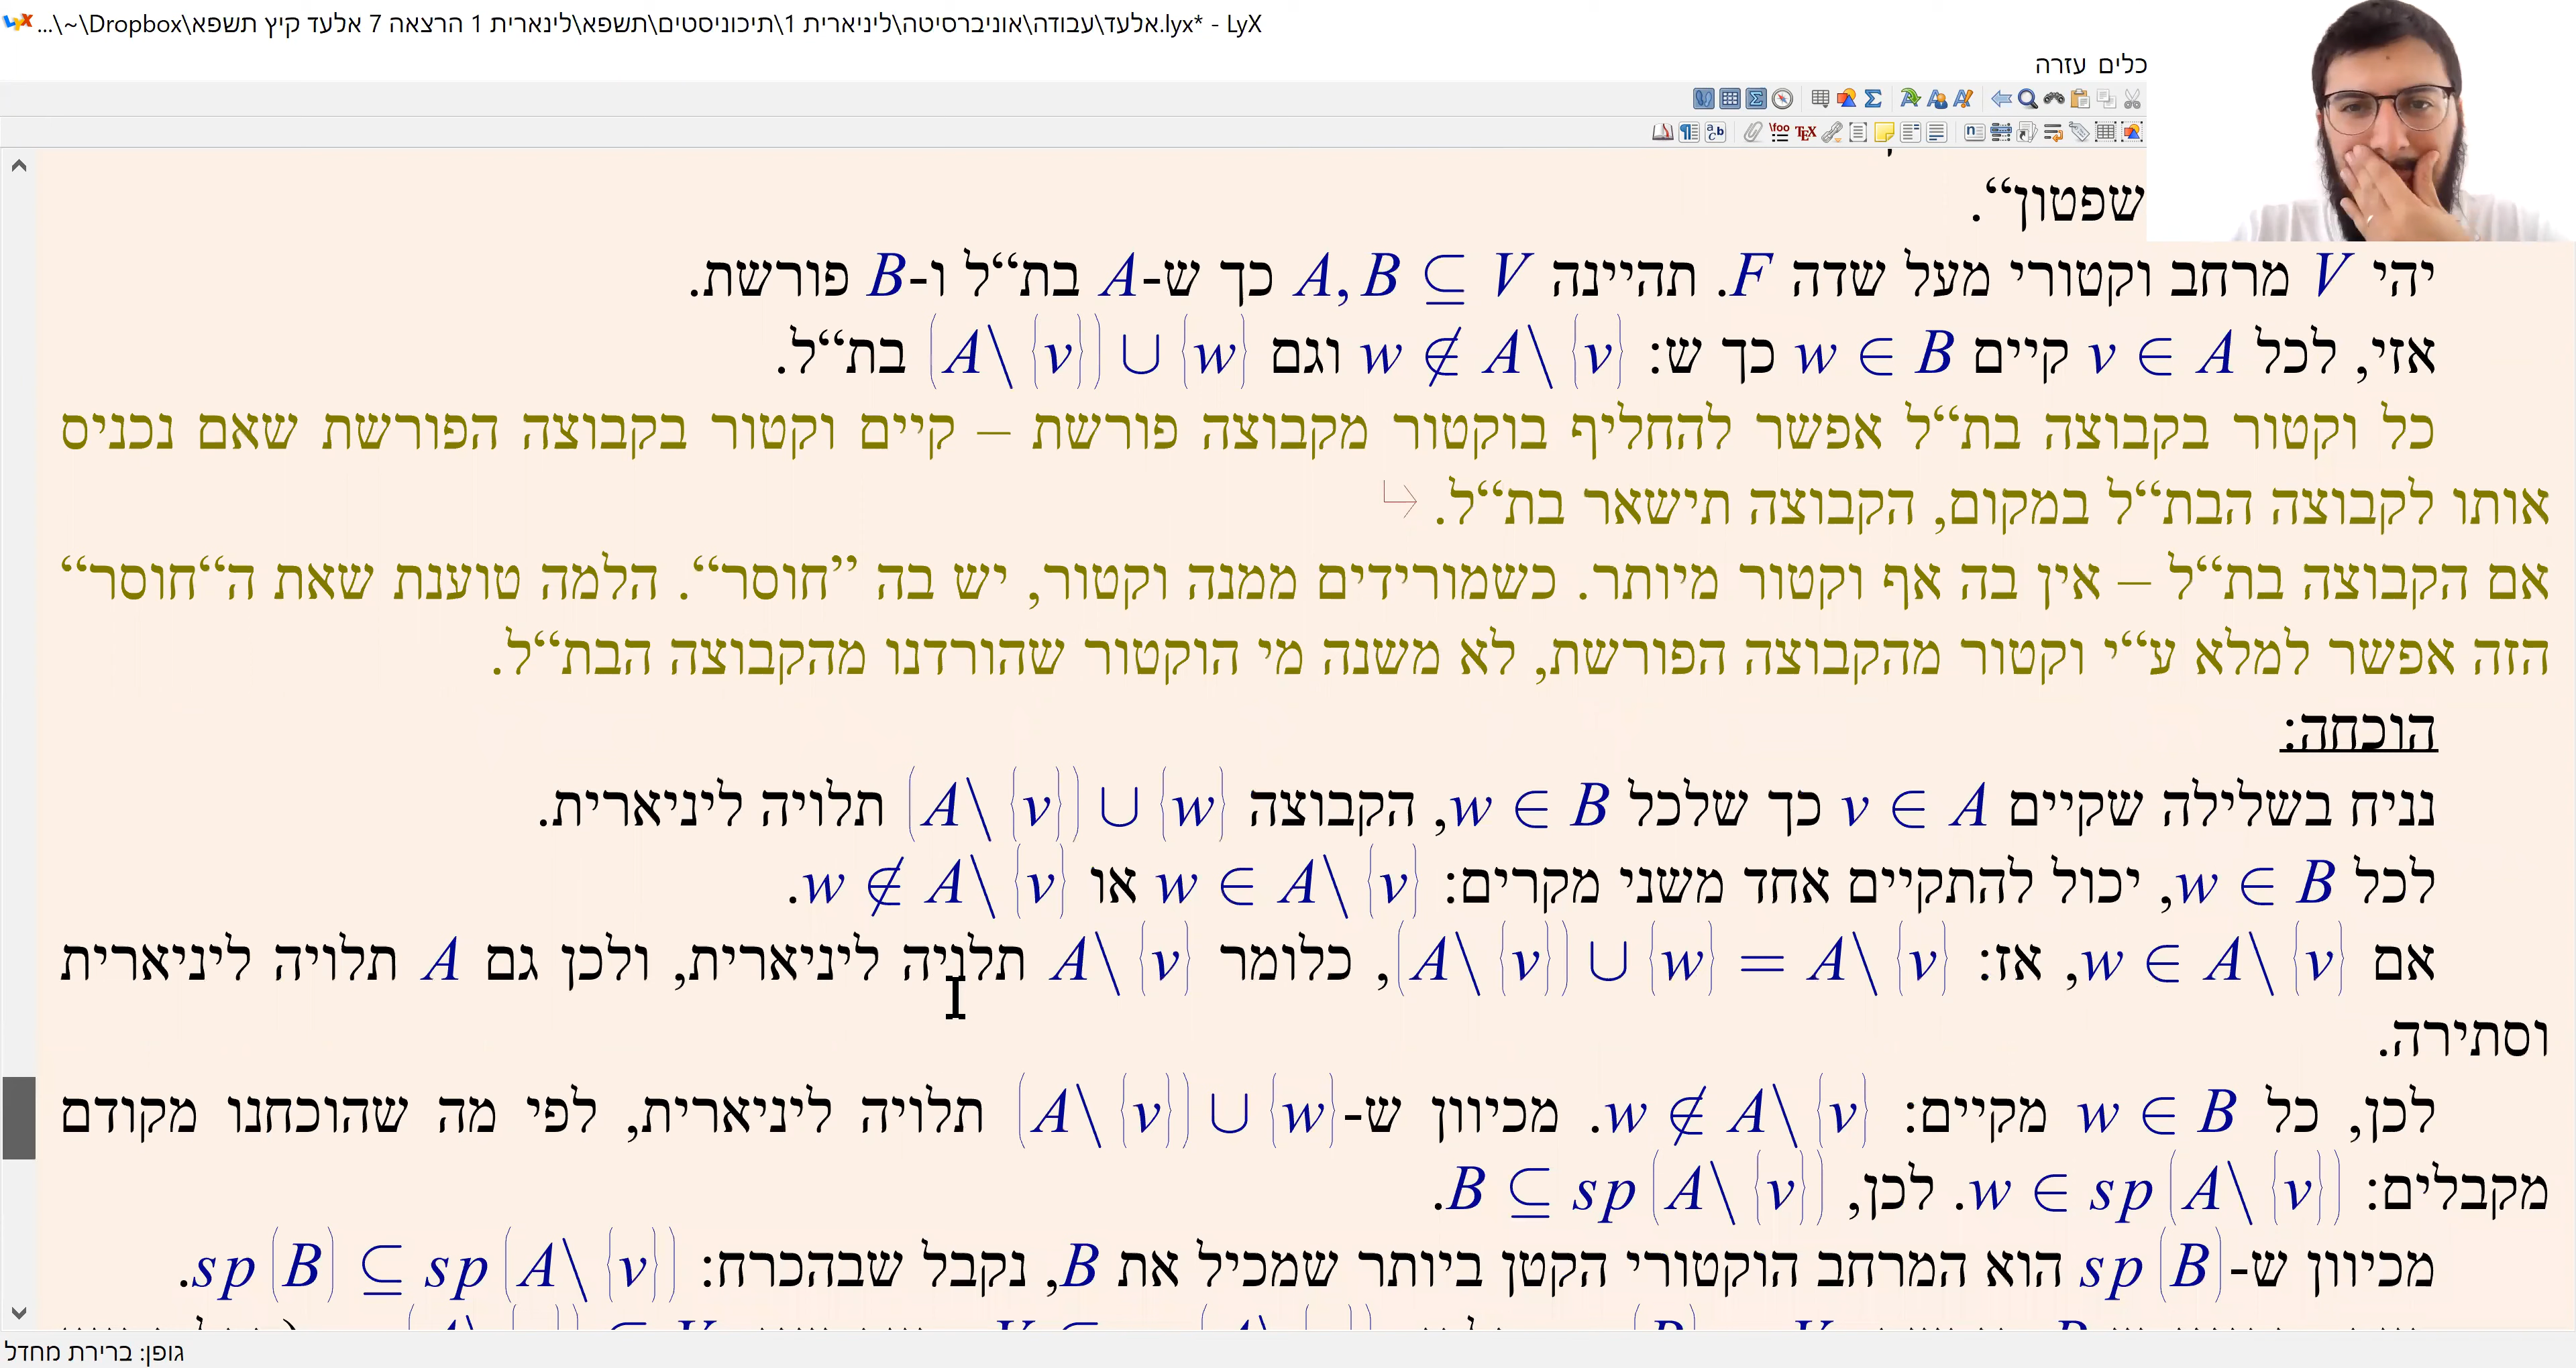 ...\~\Dropbox\אלעד\עבודה\אוניברסיטה\ליניארית 1\תיכוניסטים\תשפא\לינארית 1 הרצאה 7 אלעד קיץ תשפא.lyx* - LyX
כלים עזרה
שפטון“.
יהי V מרחב וקטורי מעל שדה F. תהיינה A, B ⊆ V כך ש-A בת“ל ו-B פורשת.
אזי, לכל v ∈ A קיים w ∈ B כך ש: w ∉ A\ {v} וגם (A\ {v}) ∪ {w} בת“ל.
כל וקטור בקבוצה בת“ל אפשר להחליף בוקטור מקבוצה פורשת – קיים וקטור בקבוצה הפורשת שאם נכניס
אותו לקבוצה הבת“ל במקום, הקבוצה תישאר בת“ל.
אם הקבוצה בת“ל – אין בה אף וקטור מיותר. כשמורידים ממנה וקטור, יש בה ”חוסר“. הלמה טוענת שאת ה“חוסר“
הזה אפשר למלא ע“י וקטור מהקבוצה הפורשת, לא משנה מי הוקטור שהורדנו מהקבוצה הבת“ל.
הוכחה:
נניח בשלילה שקיים v ∈ A כך שלכל w ∈ B, הקבוצה (A\ {v}) ∪ {w} תלויה ליניארית.
לכל w ∈ B, יכול להתקיים אחד משני מקרים: w ∈ A\ {v} או w ∉ A\ {v}.
אם w ∈ A\ {v}, אז: (A\ {v}) ∪ {w} = A\ {v}, כלומר A\ {v} תלויה ליניארית, ולכן גם A תלויה ליניארית
וסתירה.
לכן, כל w ∈ B מקיים: w ∉ A\ {v}. מכיוון ש-(A\ {v}) ∪ {w} תלויה ליניארית, לפי מה שהוכחנו מקודם
מקבלים: w ∈ sp (A\ {v}). לכן, B ⊆ sp (A\ {v}).
מכיוון ש-sp (B) הוא המרחב הוקטורי הקטן ביותר שמכיל את B, נקבל שבהכרח: sp (B) ⊆ sp (A\ {v}).
גופן: ברירת מחדל